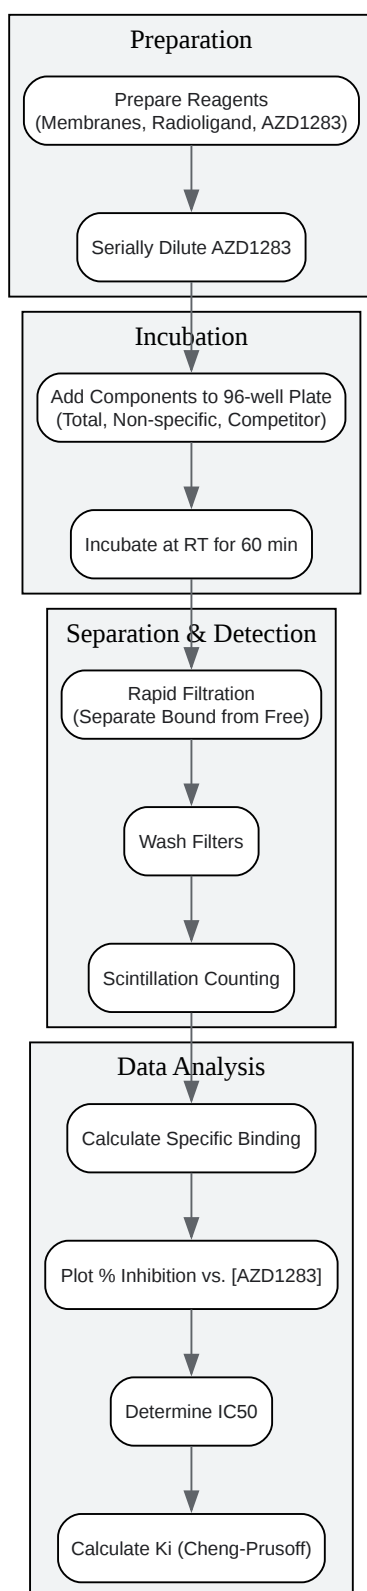 Preparation
Prepare Reagents
(Membranes, Radioligand, AZD1283)
Serially Dilute AZD1283
Incubation
Add Components to 96-well Plate
(Total, Non-specific, Competitor)
Incubate at RT for 60 min
Separation & Detection
Rapid Filtration
(Separate Bound from Free)
Wash Filters
Scintillation Counting
Data Analysis
Calculate Specific Binding
Plot % Inhibition vs. [AZD1283]
Determine IC50
Calculate Ki (Cheng-Prusoff)